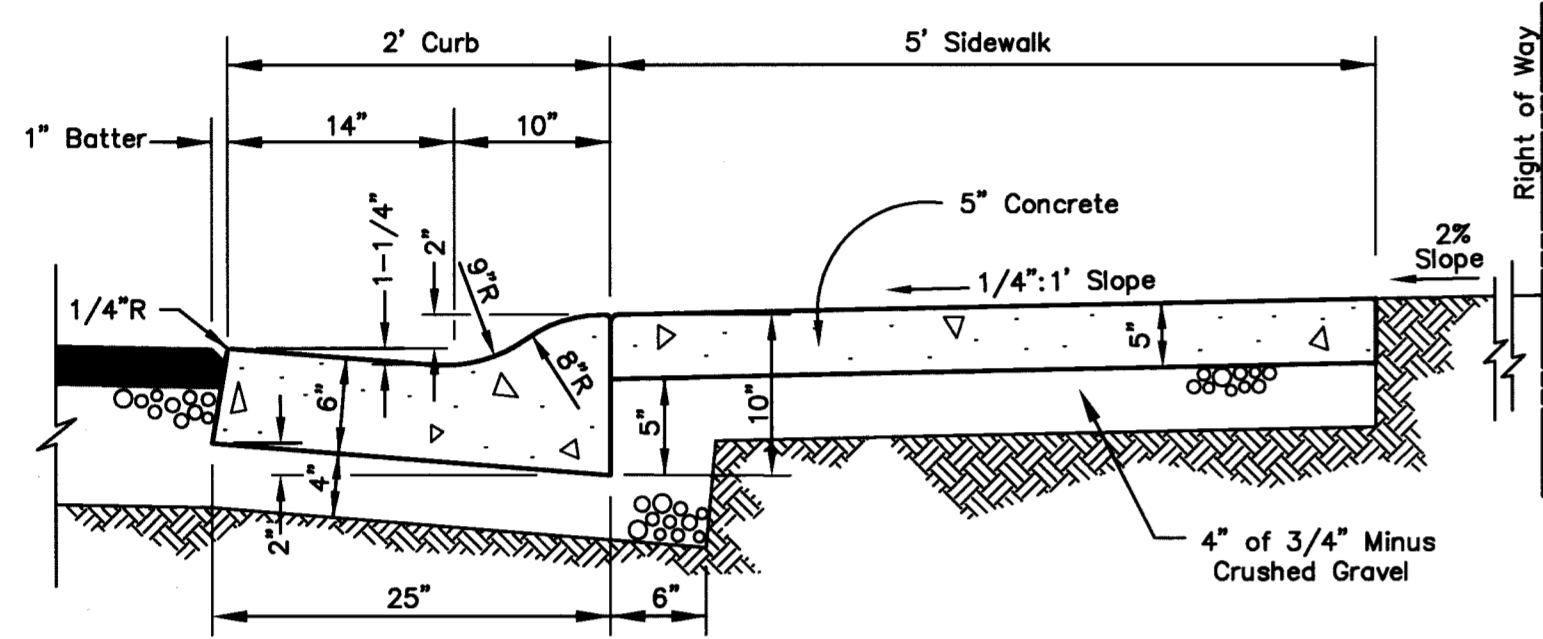 2' Curb
5' Sidewalk
Right of Way
1" Batter
14"
10"
1-1/4"
2"
9"R
5" Concrete
2%
Slope
1/4":1' Slope
1/4"R
8"R
6"
5"
10"
5"
4"
2"
4" of 3/4" Minus
Crushed Gravel
25"
6"